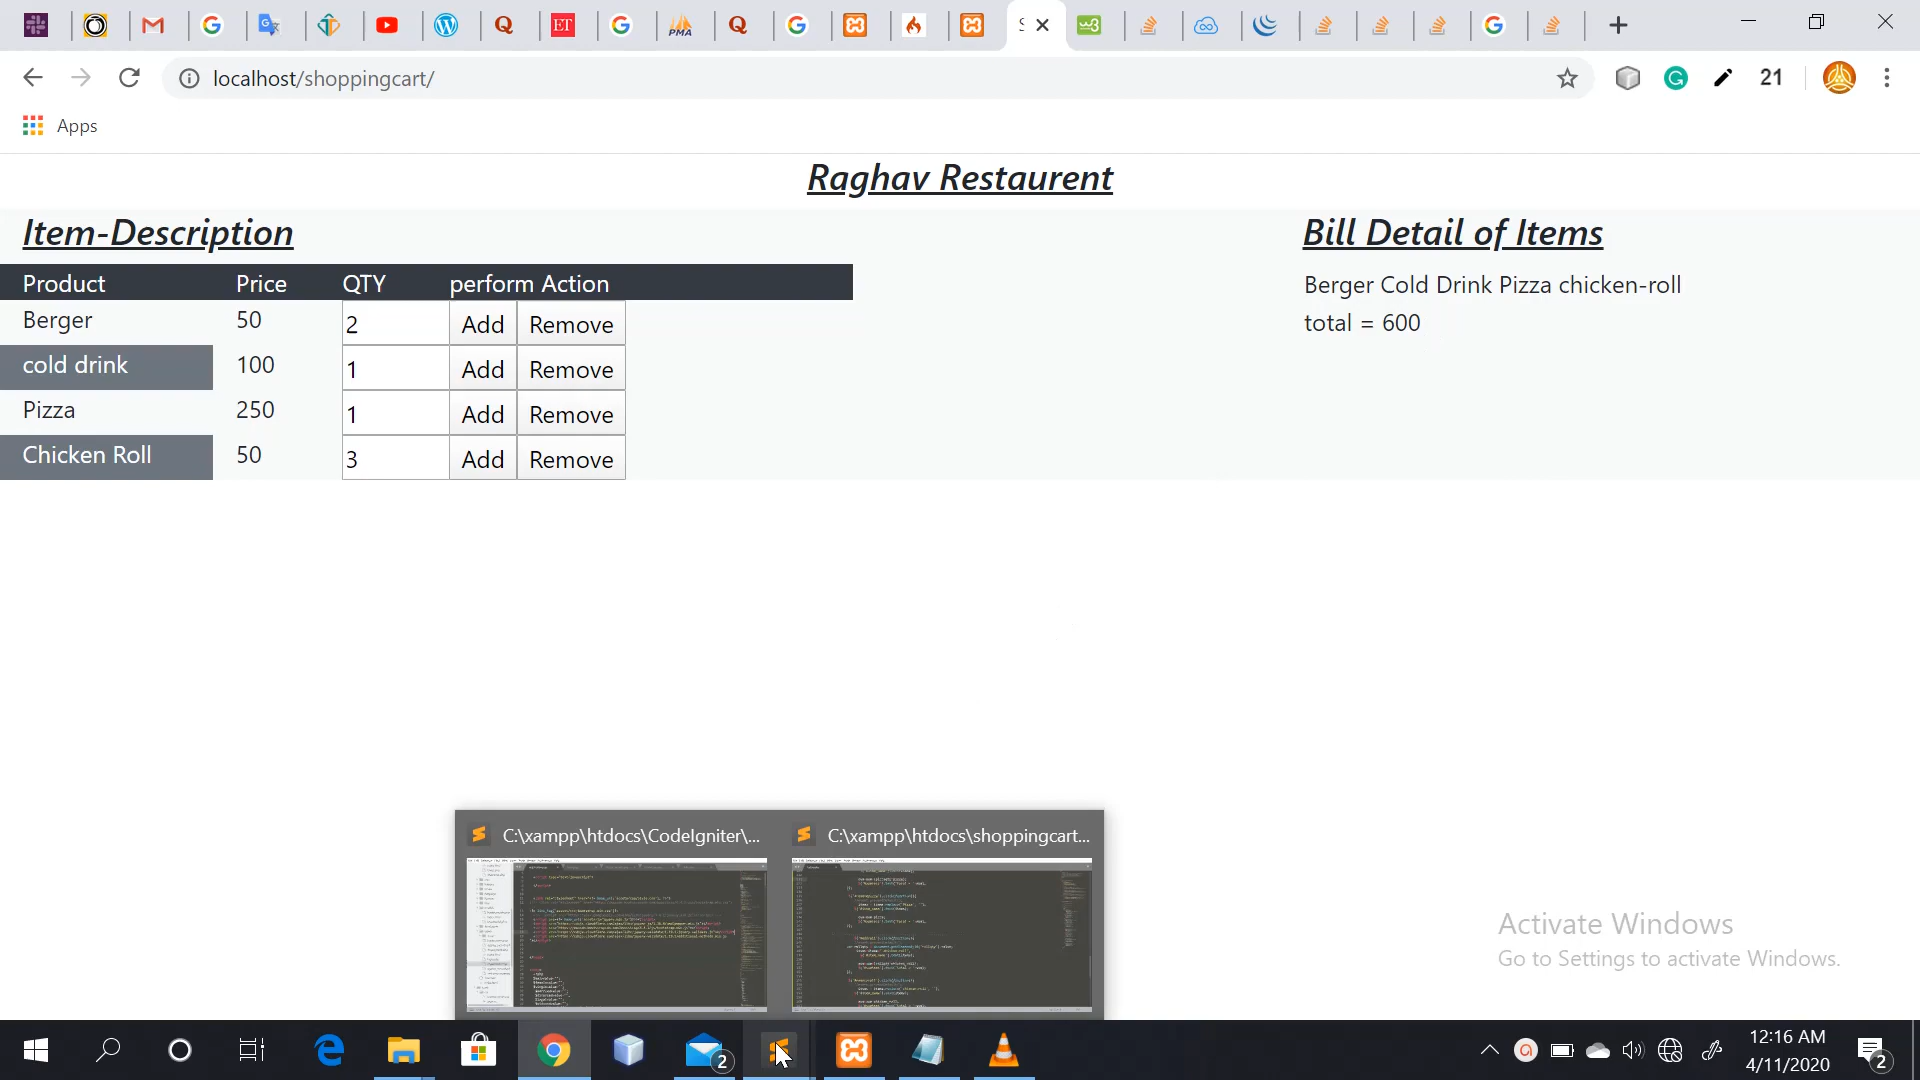 localhost/shoppingcart/
21
Apps
Raghav Restaurent
Item-Description
Bill Detail of Items
Product Price QTY perform Action
Berger 50 2 Add Remove
cold drink 100 1 Add Remove
Pizza 250 1 Add Remove
Chicken Roll 50 3 Add Remove
Berger Cold Drink Pizza chicken-roll
total = 600
C:\xampp\htdocs\CodeIgniter\...
C:\xampp\htdocs\shoppingcart...
Activate Windows
Go to Settings to activate Windows.
2
12:16 AM
4/11/2020
2